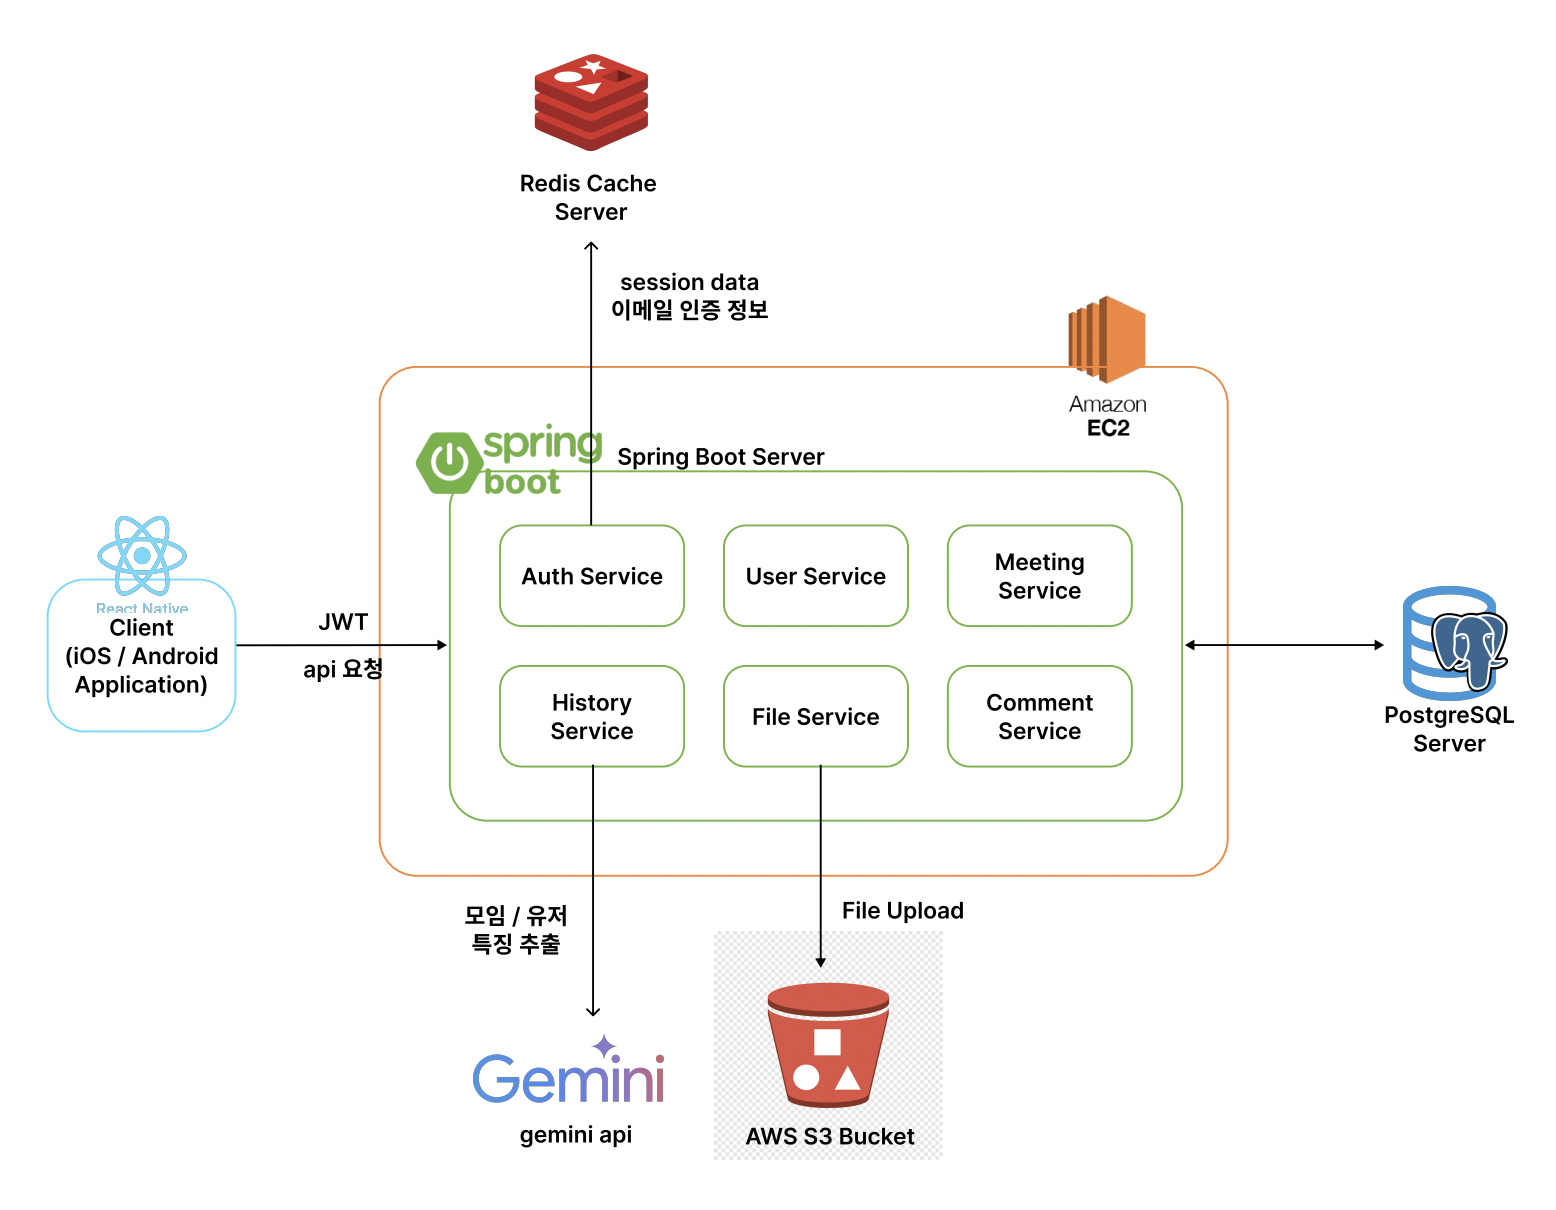 Redis Cache
Server
session data
이메일 인증 정보
Amazon
EC2
spring
boot
Spring Boot Server
Auth Service
User Service
Meeting
Service
React Native
Client
(iOS / Android
Application)
JWT
api 요청
History
Service
File Service
Comment
Service
PostgreSQL
Server
모임 / 유저
특징 추출
File Upload
Gemini
gemini api
AWS S3 Bucket